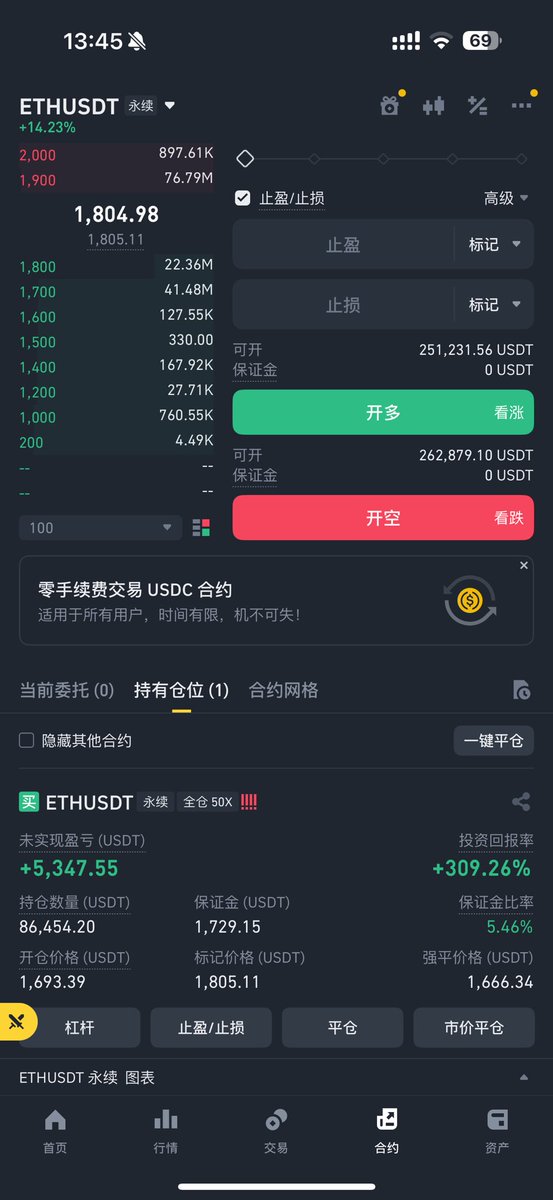 13:45
69
ETHUSDT 永续
+14.23%
2,000 897.61K
1,900 76.79M
1,804.98
1,805.11
1,800 22.36M
1,700 41.48M
1,600 127.55K
1,500 330.00
1,400 167.92K
1,200 27.71K
1,000 760.55K
200 4.49K
-- --
-- --
100
止盈/止损 高级
止盈 标记
止损 标记
可开 251,231.56 USDT
保证金 0 USDT
开多 看涨
可开 262,879.10 USDT
保证金 0 USDT
开空 看跌
零手续费交易 USDC 合约
适用于所有用户，时间有限，机不可失！
当前委托 (0) 持有仓位 (1) 合约网格
隐藏其他合约 一键平仓
买 ETHUSDT 永续 全仓 50X !!!!
未实现盈亏 (USDT) 投资回报率
+5,347.55 +309.26%
持仓数量 (USDT) 保证金 (USDT) 保证金比率
86,454.20 1,729.15 5.46%
开仓价格 (USDT) 标记价格 (USDT) 强平价格 (USDT)
1,693.39 1,805.11 1,666.34
杠杆 止盈/止损 平仓 市价平仓
ETHUSDT 永续 图表
首页 行情 交易 合约 资产